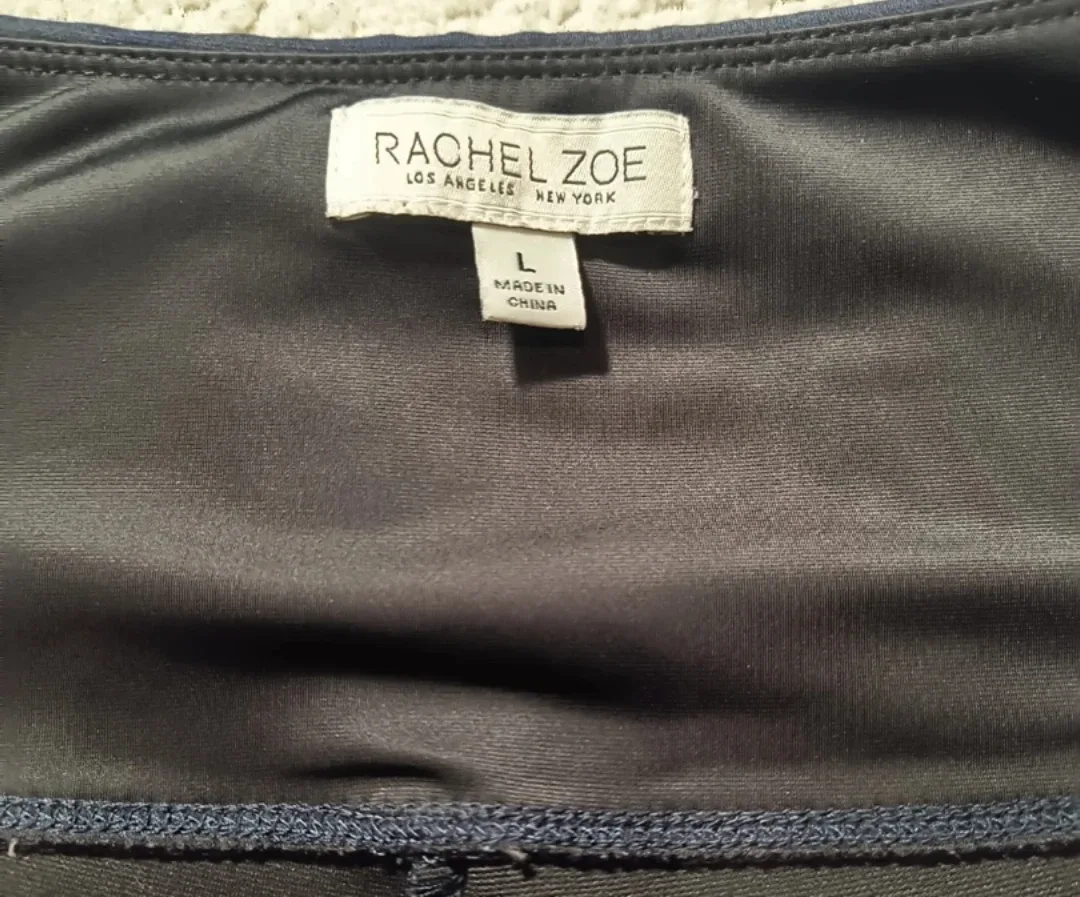 RACHEL ZOE
LOS ANGELES NEW YORK
L
MADE IN
CHINA